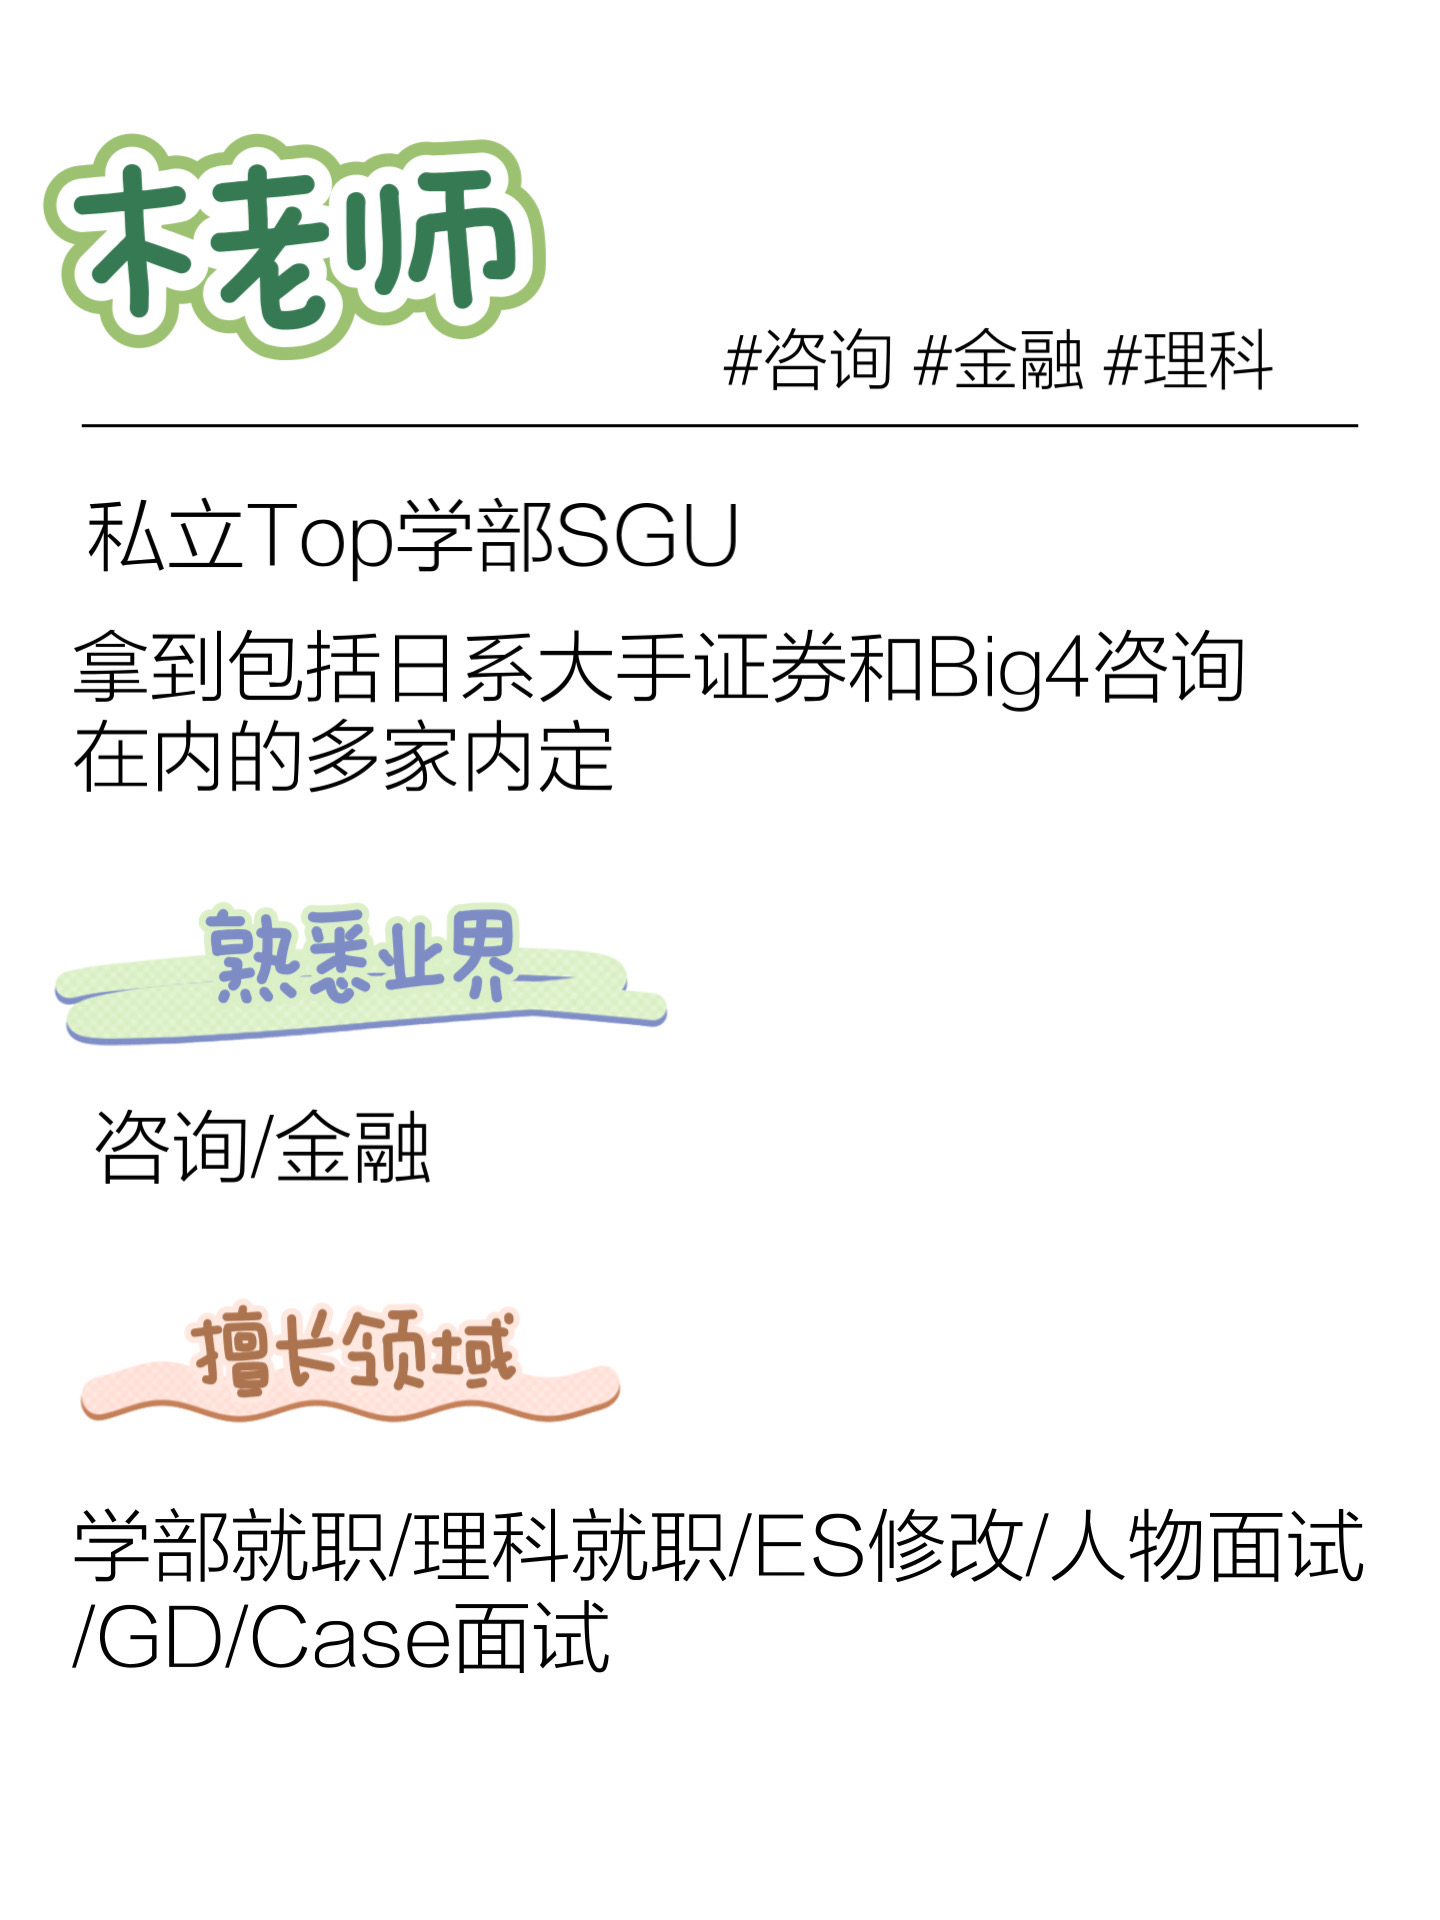 木老师
#咨询 #金融 #理科
私立Top学部SGU
拿到包括日系大手证券和Big4咨询
在内的多家内定
熟悉业界
咨询/金融
擅长领域
学部就职/理科就职/ES修改/人物面试
/GD/Case面试